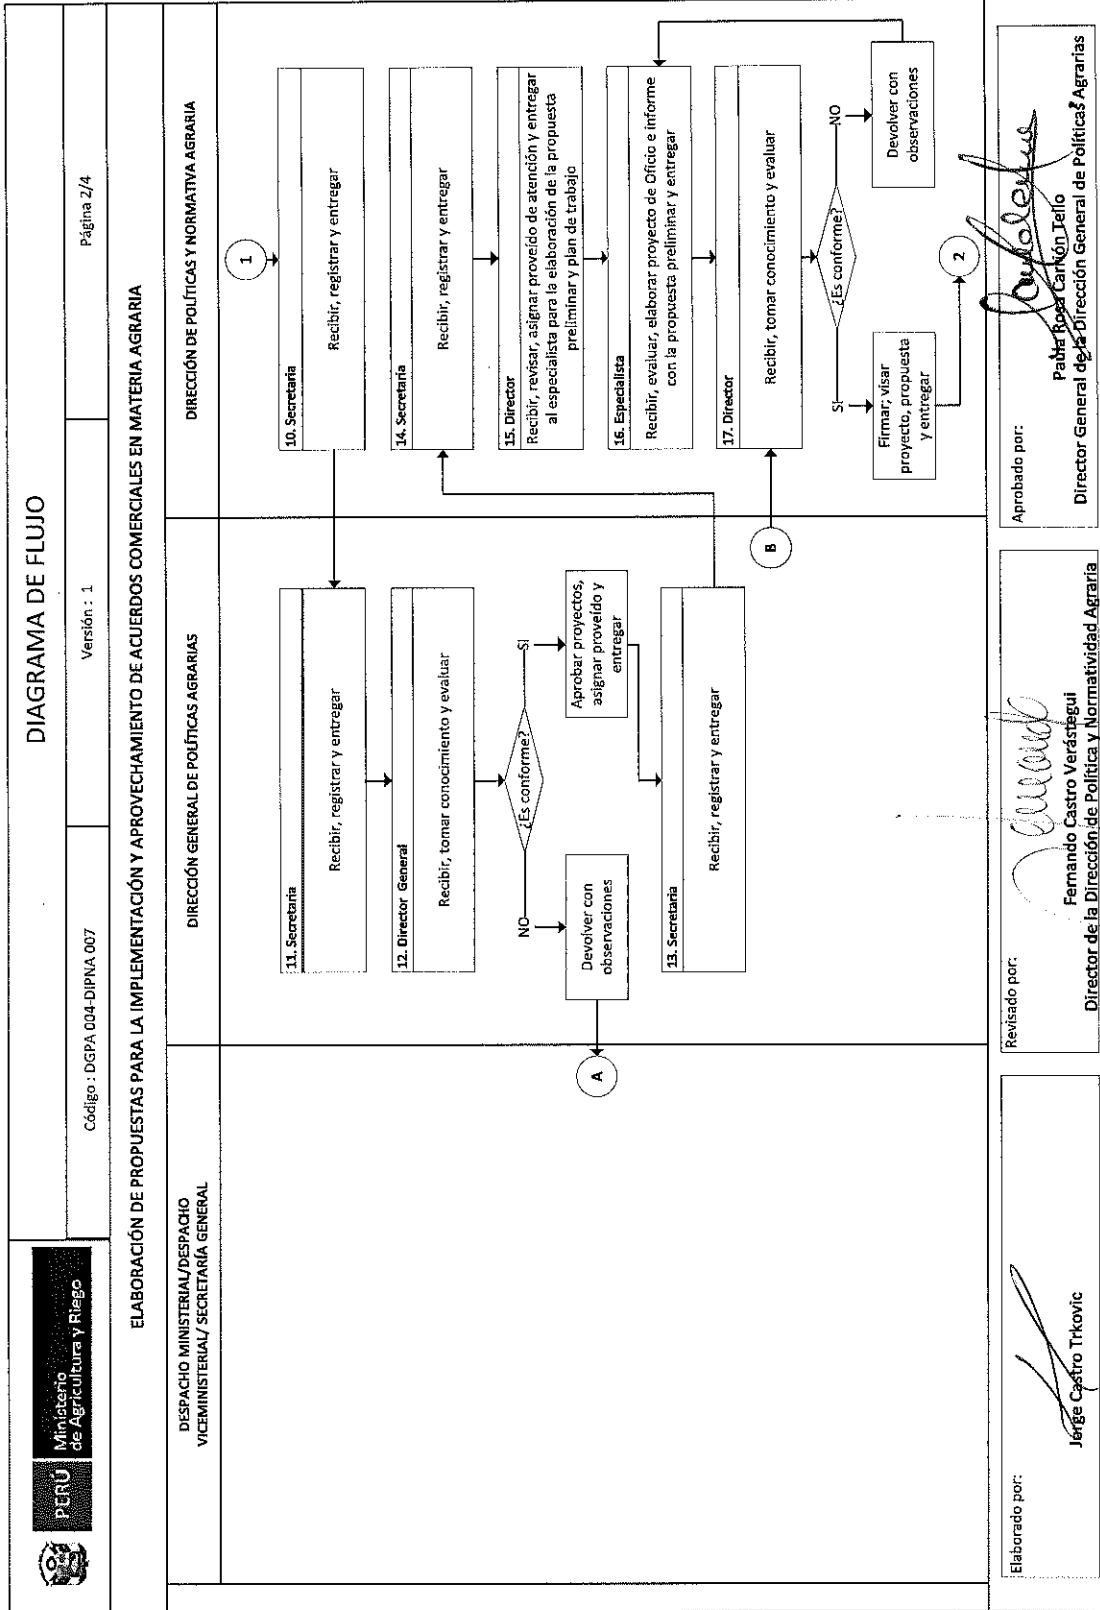 PERÚ
Ministerio
de Agricultura y Riego
DIAGRAMA DE FLUJO
Código : DGPA 004-DIPNA 007
Versión : 1
Página 2/4
ELABORACIÓN DE PROPUESTAS PARA LA IMPLEMENTACIÓN Y APROVECHAMIENTO DE ACUERDOS COMERCIALES EN MATERIA AGRARIA
DESPACHO MINISTERIAL/DESPACHO
VICEMINISTERIAL/ SECRETARÍA GENERAL
DIRECCIÓN GENERAL DE POLÍTICAS AGRARIAS
DIRECCIÓN DE POLÍTICAS Y NORMATIVA AGRARIA
1
10. Secretaria
Recibir, registrar y entregar
11. Secretaria
Recibir, registrar y entregar
12. Director General
Recibir, tomar conocimiento y evaluar
¿Es conforme?
NO
SI
Devolver con
observaciones
A
Aprobar proyectos,
asignar proveído y
entregar
13. Secretaria
Recibir, registrar y entregar
14. Secretaria
Recibir, registrar y entregar
15. Director
Recibir, revisar, asignar proveído de atención y entregar
al especialista para la elaboración de la propuesta
preliminar y plan de trabajo
16. Especialista
Recibir, evaluar, elaborar proyecto de Oficio e informe
con la propuesta preliminar y entregar
B
17. Director
Recibir, tomar conocimiento y evaluar
¿Es conforme?
SI
NO
Firmar; visar
proyecto, propuesta
y entregar
Devolver con
observaciones
2
Elaborado por:
Jorge Castro Trkovic
Revisado por:
Fernando Castro Verástegui
Director de la Dirección de Política y Normatividad Agraria
Aprobado por:
Paula Rosa Carrión Tello
Director General de la Dirección General de Políticas Agrarias